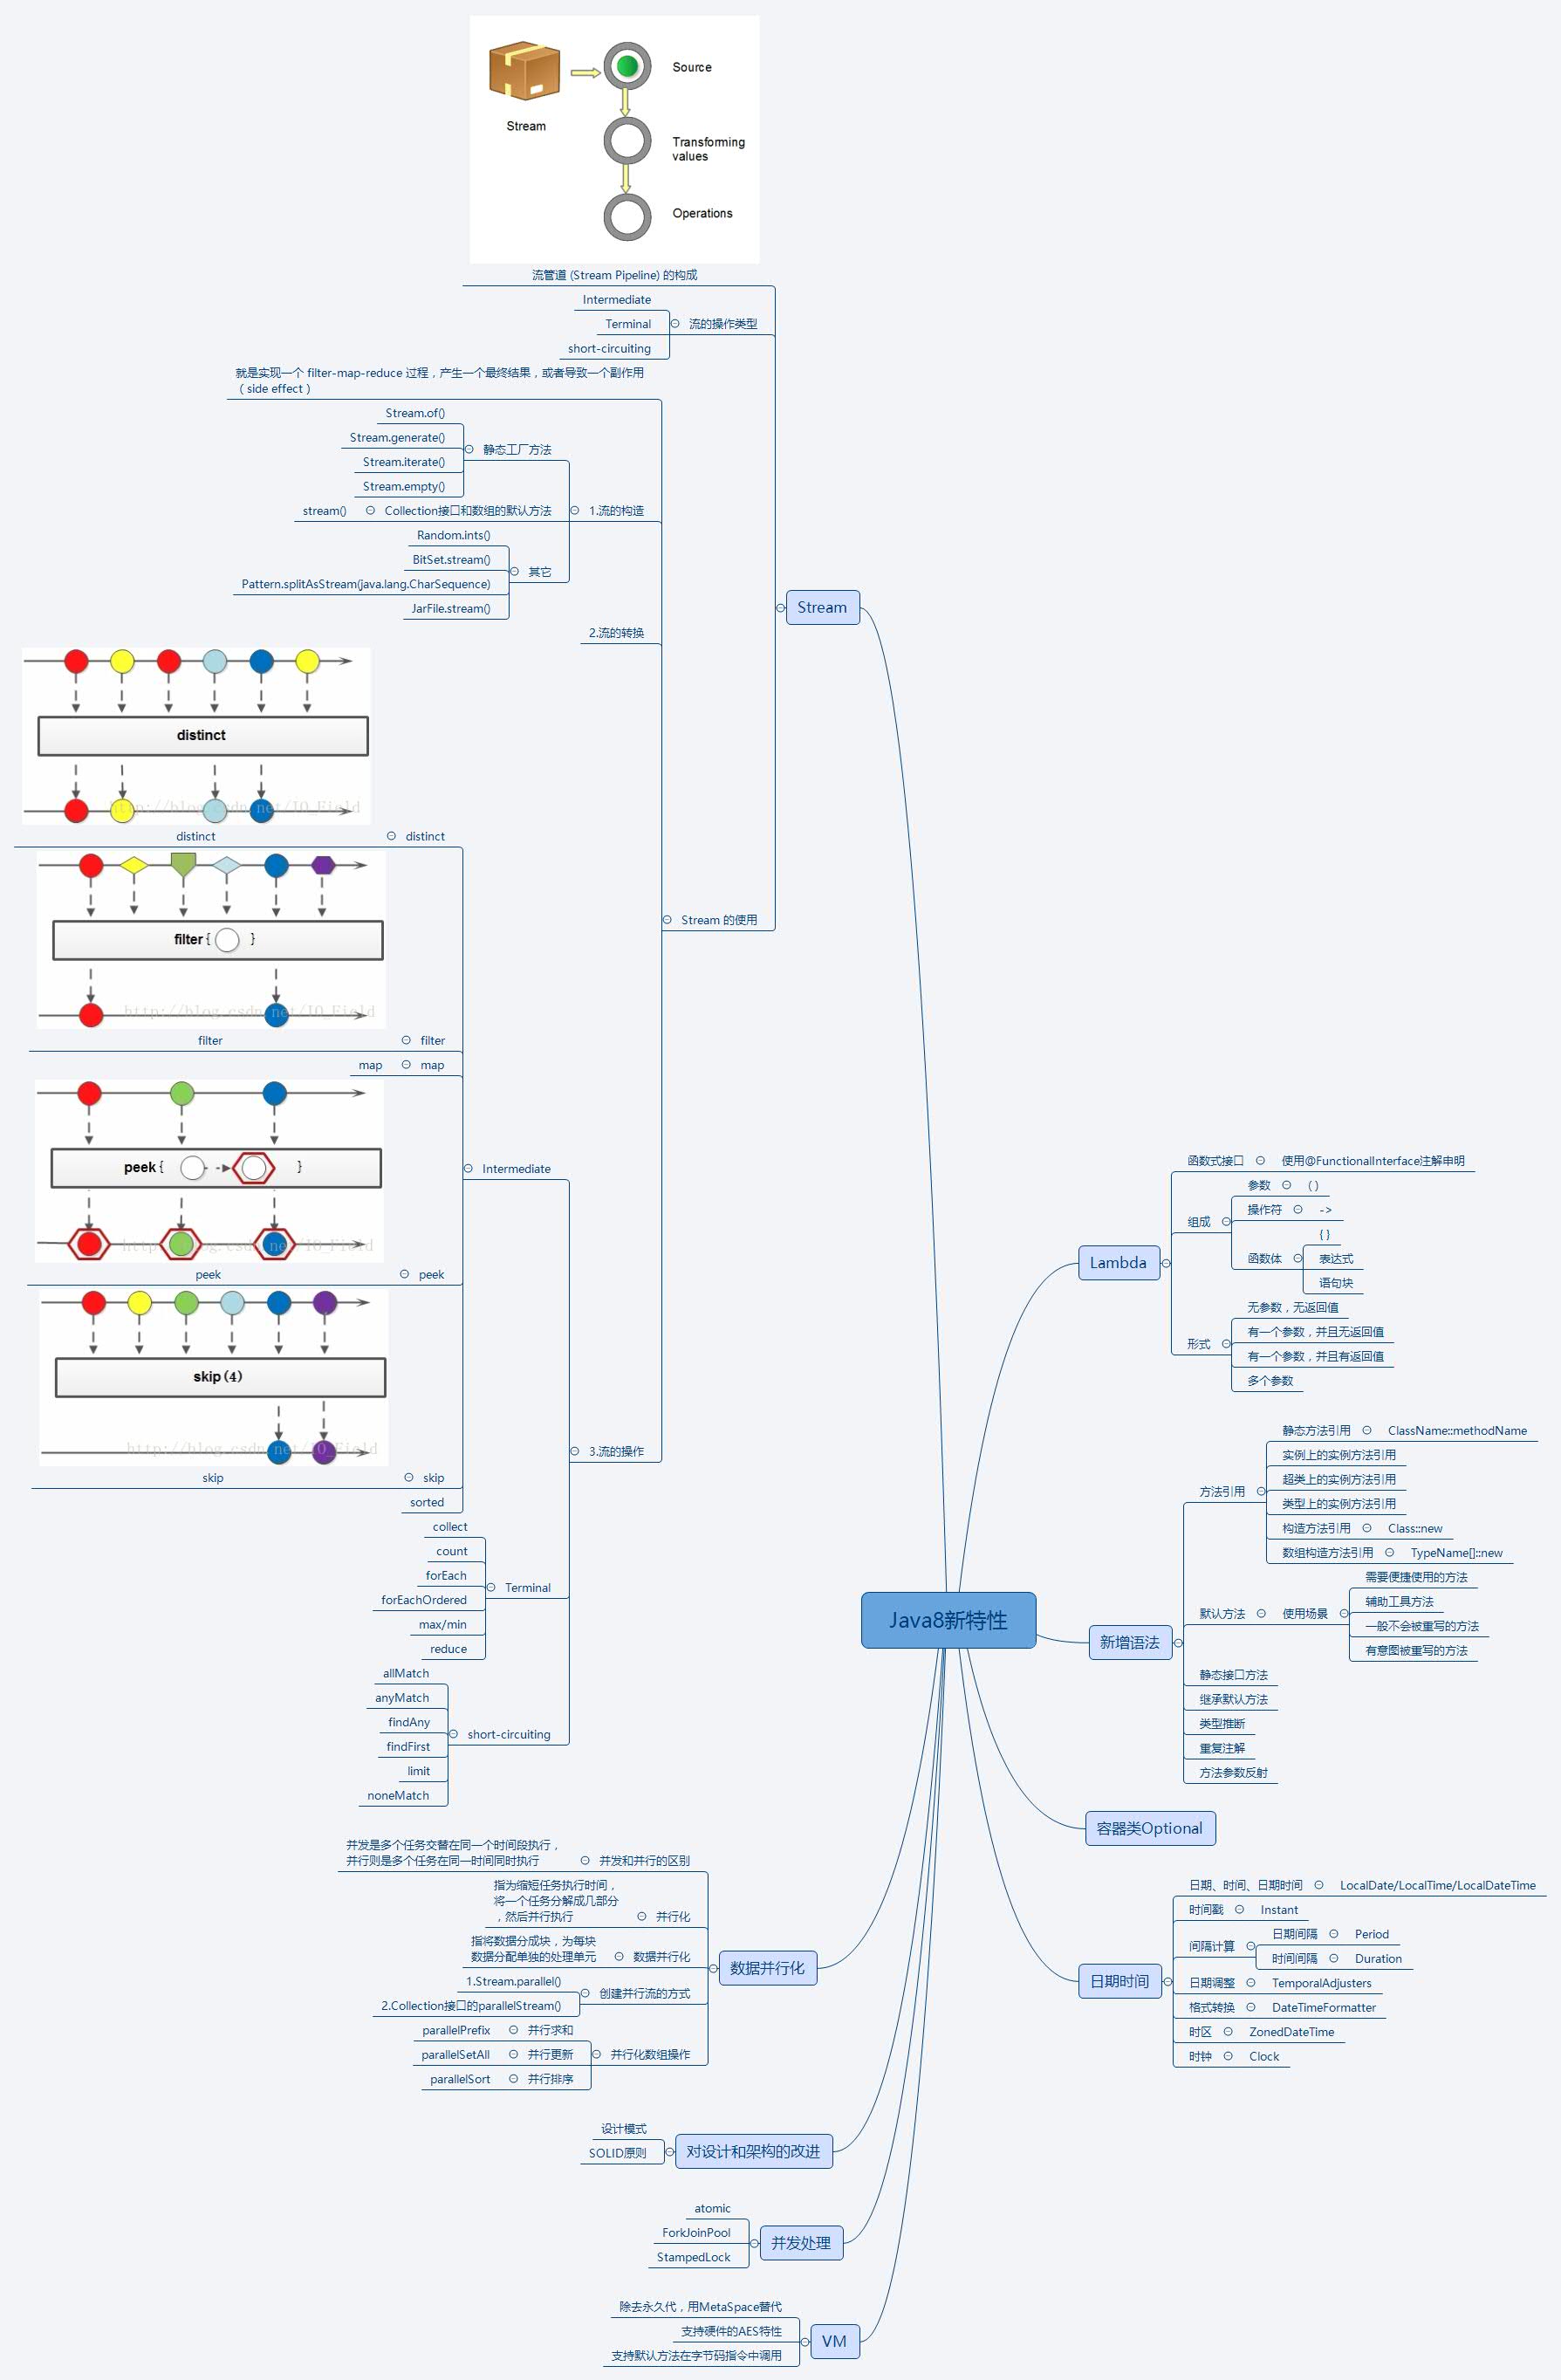 Stream
Source
Transforming
values
Operations
流管道 (Stream Pipeline) 的构成
Intermediate
Terminal
short-circuiting
流的操作类型
就是实现一个 filter-map-reduce 过程，产生一个最终结果，或者导致一个副作用
（side effect）
Stream.of()
Stream.generate()
Stream.iterate()
Stream.empty()
静态工厂方法
stream()
Collection接口和数组的默认方法
1.流的构造
Random.ints()
BitSet.stream()
Pattern.splitAsStream(java.lang.CharSequence)
JarFile.stream()
其它
Stream
2.流的转换
distinct
http://blog.csdn.net/IO_Field
distinct
distinct
filter { }
http://blog.csdn.net/IO_Field
filter
filter
map
map
Stream 的使用
peek { }
http://blog.csdn.net/IO_Field
peek
peek
Intermediate
skip (4)
http://blog.csdn.net/IO_Field
skip
skip
sorted
3.流的操作
collect
count
forEach
forEachOrdered
max/min
reduce
Terminal
allMatch
anyMatch
findAny
findFirst
limit
noneMatch
short-circuiting
Java8新特性
Lambda
函数式接口
使用@FunctionalInterface注解申明
组成
参数
( )
操作符
->
函数体
{ }
表达式
语句块
形式
无参数，无返回值
有一个参数，并且无返回值
有一个参数，并且有返回值
多个参数
新增语法
方法引用
静态方法引用
ClassName::methodName
实例上的实例方法引用
超类上的实例方法引用
类型上的实例方法引用
构造方法引用
Class::new
数组构造方法引用
TypeName[]::new
默认方法
使用场景
需要便捷使用的方法
辅助工具方法
一般不会被重写的方法
有意图被重写的方法
静态接口方法
继承默认方法
类型推断
重复注解
方法参数反射
容器类Optional
日期时间
日期、时间、日期时间
LocalDate/LocalTime/LocalDateTime
时间戳
Instant
间隔计算
日期间隔
Period
时间间隔
Duration
日期调整
TemporalAdjusters
格式转换
DateTimeFormatter
时区
ZonedDateTime
时钟
Clock
数据并行化
并发是多个任务交替在同一个时间段执行，
并行则是多个任务在同一时间同时执行
并发和并行的区别
指为缩短任务执行时间，
将一个任务分解成几部分
，然后并行执行
并行化
指将数据分成块，为每块
数据分配单独的处理单元
数据并行化
1.Stream.parallel()
2.Collection接口的parallelStream()
创建并行流的方式
parallelPrefix
并行求和
parallelSetAll
并行更新
parallelSort
并行排序
并行化数组操作
对设计和架构的改进
设计模式
SOLID原则
并发处理
atomic
ForkJoinPool
StampedLock
VM
除去永久代，用MetaSpace替代
支持硬件的AES特性
支持默认方法在字节码指令中调用